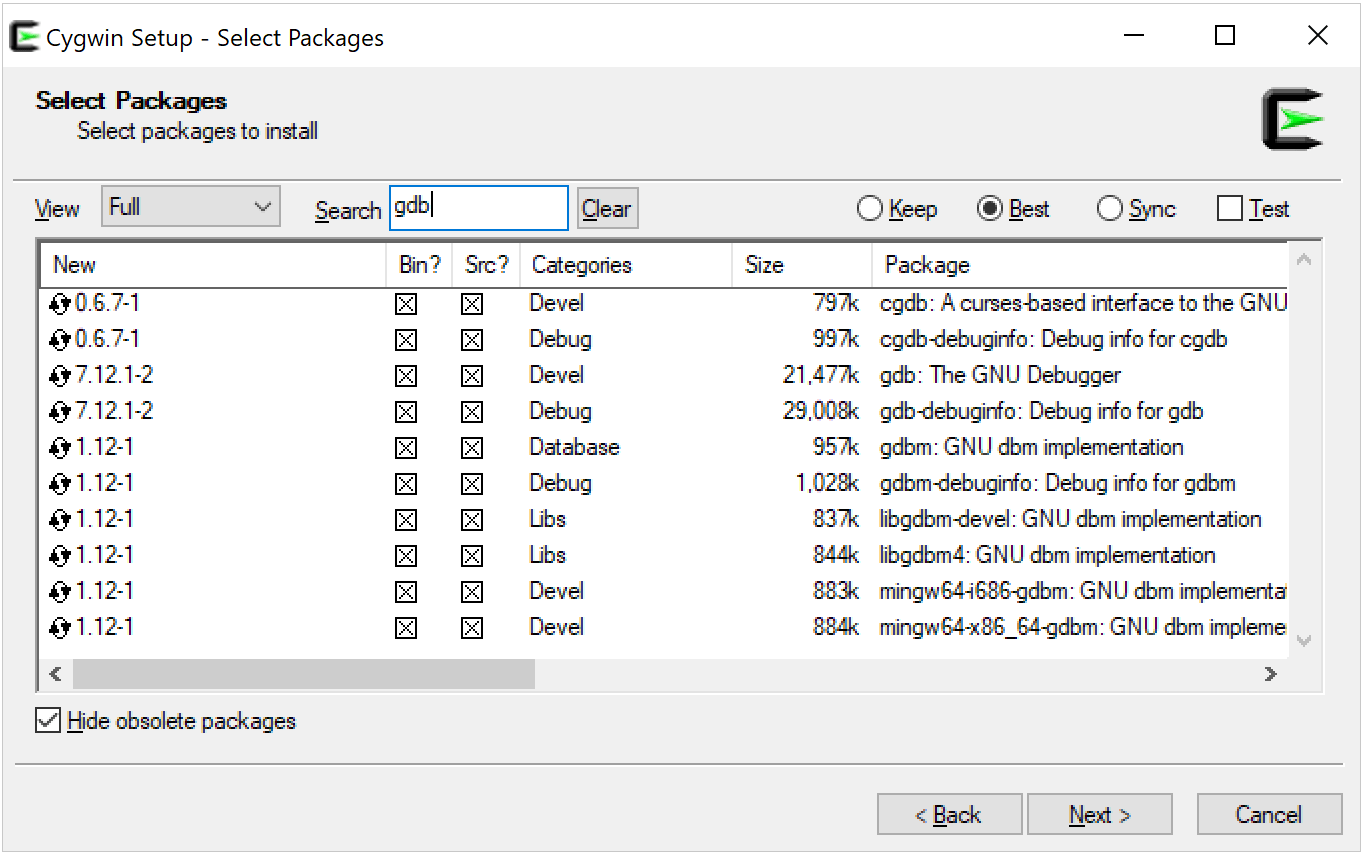 Cygwin Setup - Select Packages
Select Packages
Select packages to install
View Full Search gdb Clear Keep Best Sync Test
New Bin? Src? Categories Size Package
0.6.7-1 Devel 797k cgdb: A curses-based interface to the GNU
0.6.7-1 Debug 997k cgdb-debuginfo: Debug info for cgdb
7.12.1-2 Devel 21,477k gdb: The GNU Debugger
7.12.1-2 Debug 29,008k gdb-debuginfo: Debug info for gdb
1.12-1 Database 957k gdbm: GNU dbm implementation
1.12-1 Debug 1,028k gdbm-debuginfo: Debug info for gdbm
1.12-1 Libs 837k libgdbm-devel: GNU dbm implementation
1.12-1 Libs 844k libgdbm4: GNU dbm implementation
1.12-1 Devel 883k mingw64-i686-gdbm: GNU dbm implementat
1.12-1 Devel 884k mingw64-x86_64-gdbm: GNU dbm impleme
Hide obsolete packages
< Back Next > Cancel